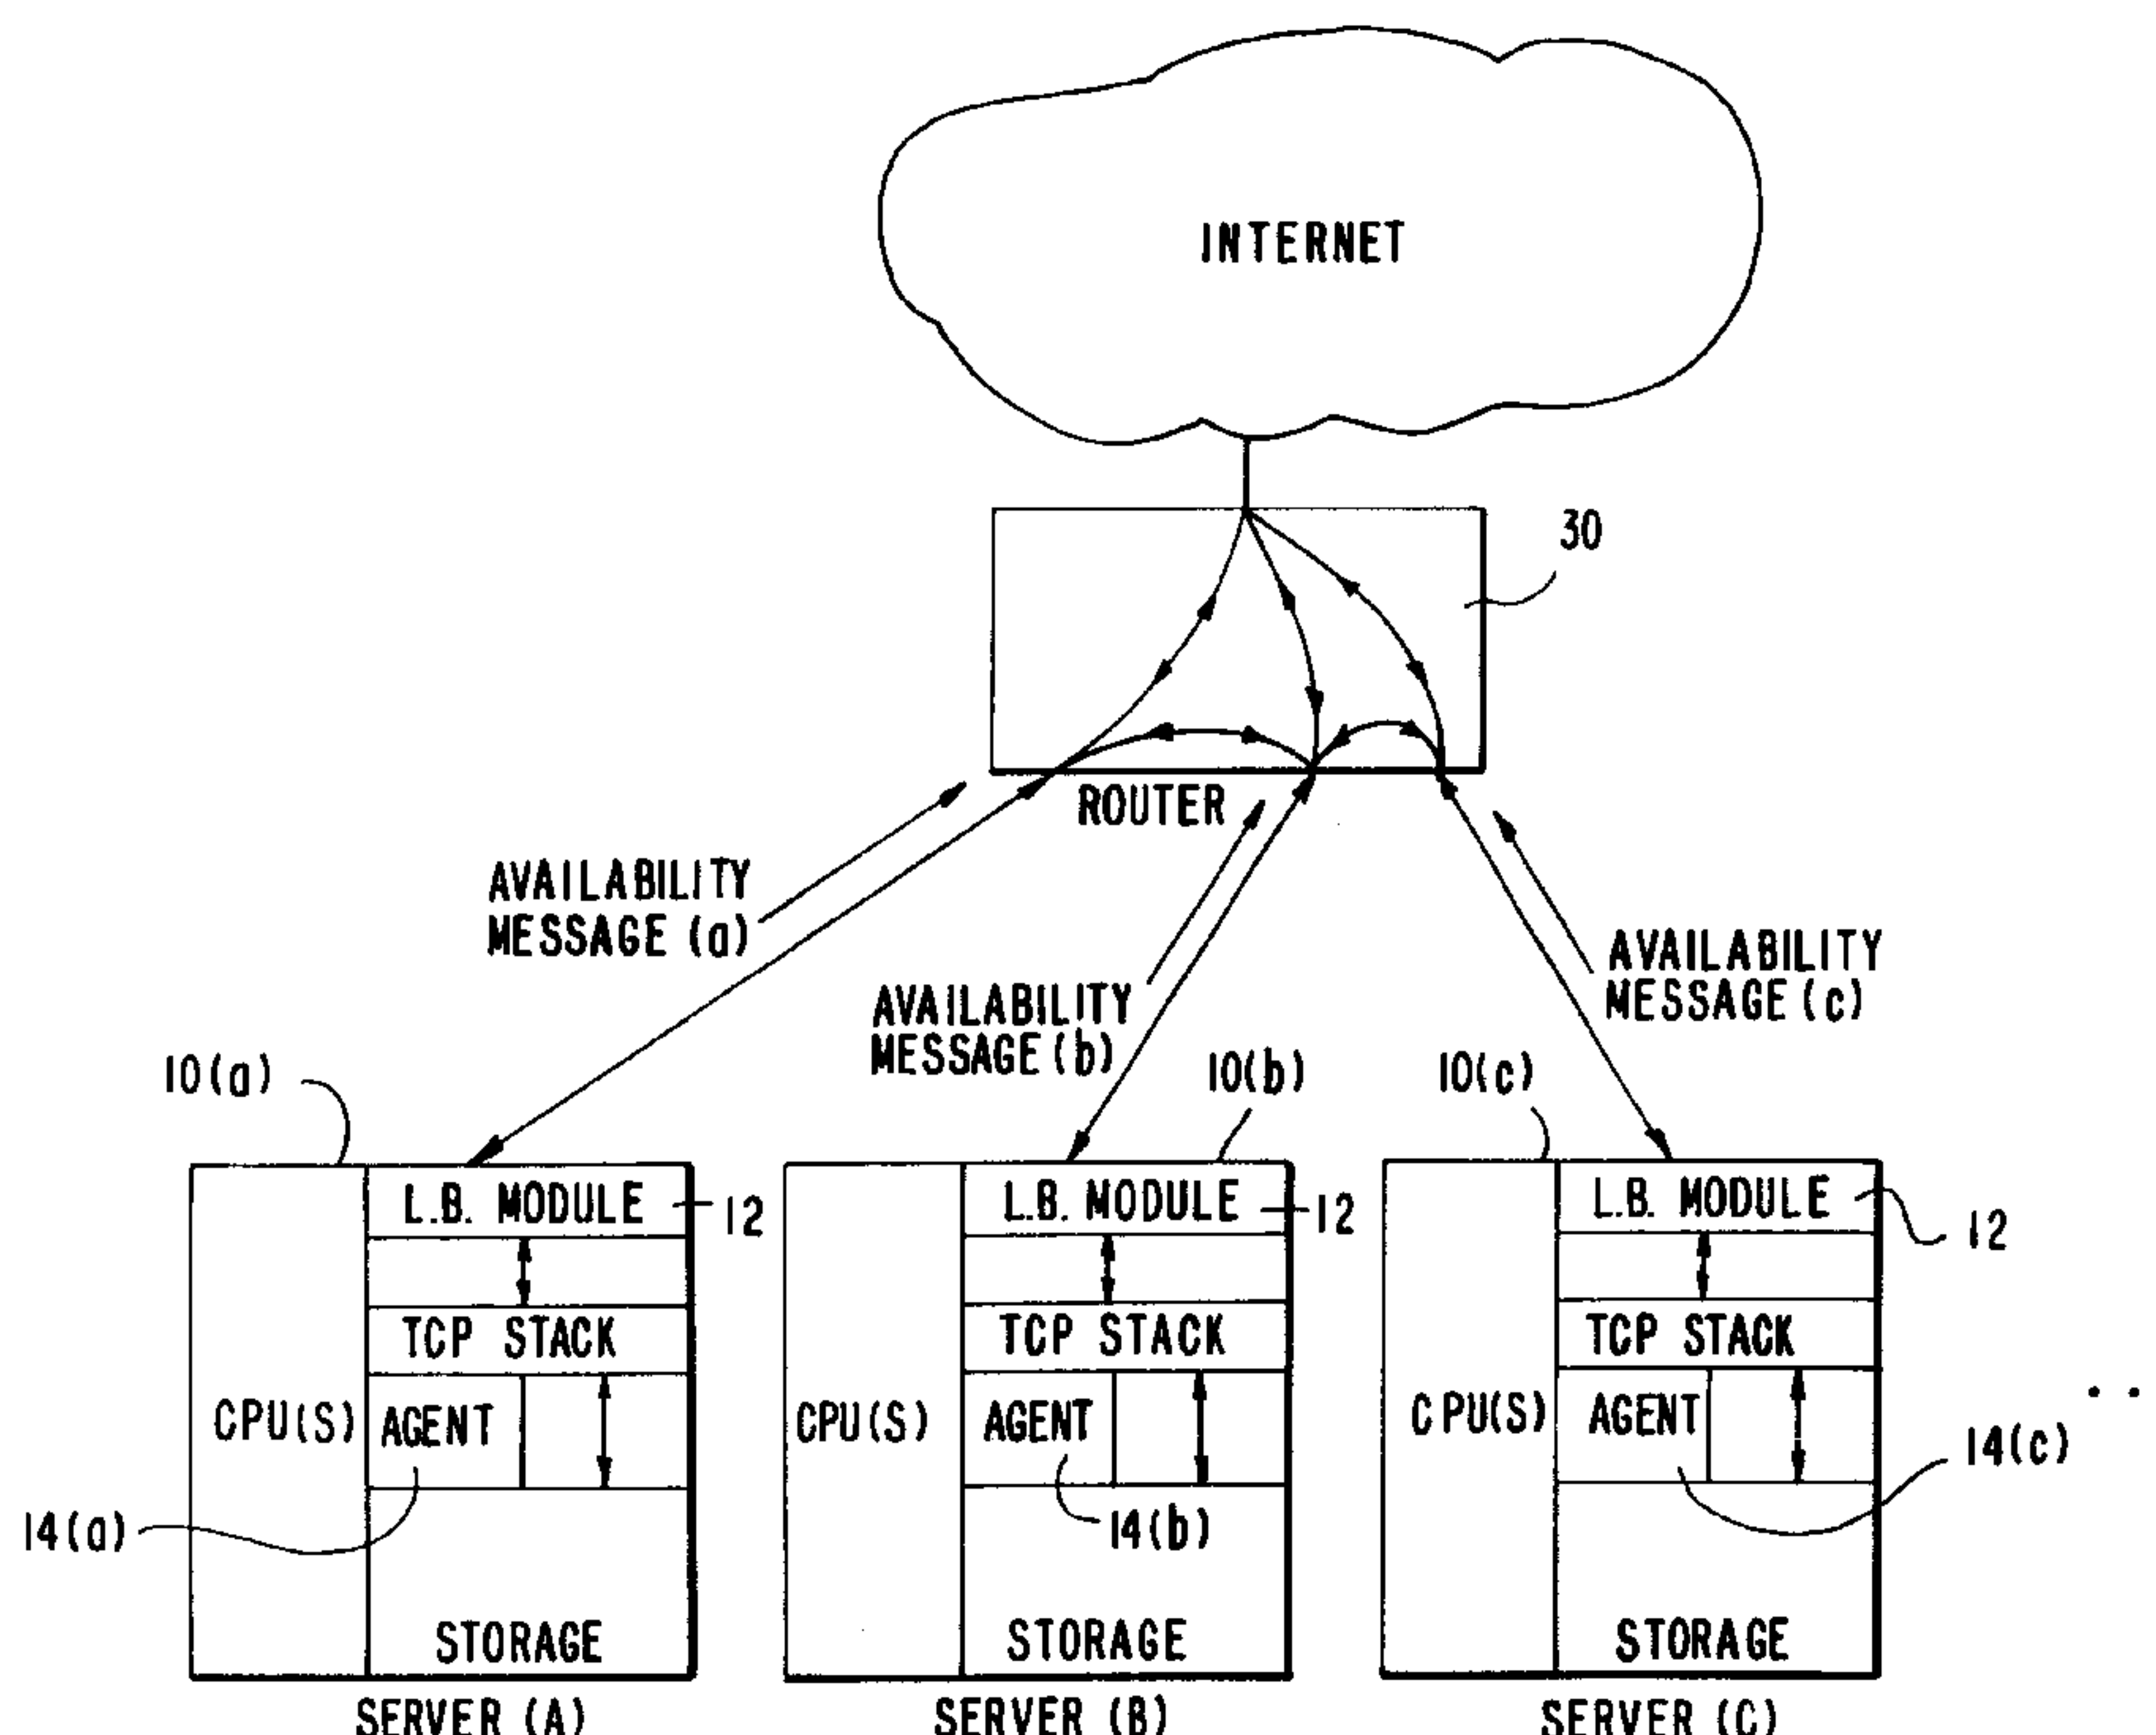 INTERNET
30
ROUTER
AVAILABILITY
MESSAGE (a)
AVAILABILITY
MESSAGE (b)
AVAILABILITY
MESSAGE (c)
10(a)
10(b)
10(c)
L.B. MODULE
12
TCP STACK
CPU(S)
AGENT
14(a)
STORAGE
SERVER (A)
L.B. MODULE
12
TCP STACK
CPU(S)
AGENT
14(b)
STORAGE
SERVER (B)
L.B. MODULE
12
TCP STACK
CPU(S)
AGENT
14(c)
STORAGE
SERVER (C)
. .